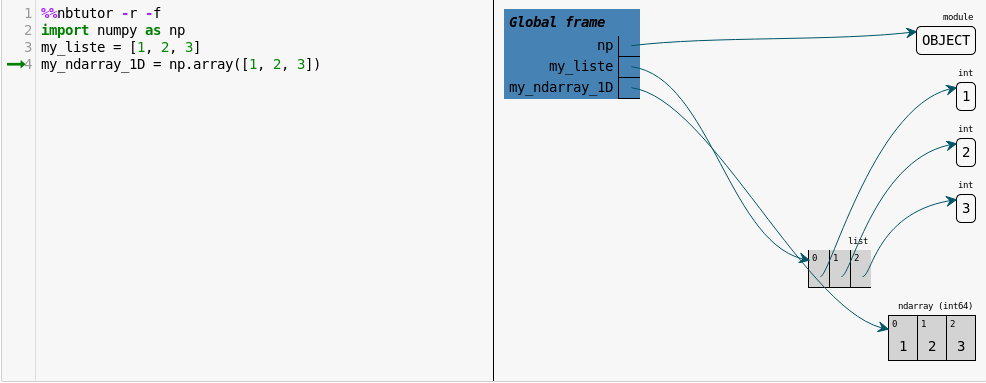 1 %%nbtutor -r -f
2 import numpy as np
3 my_liste = [1, 2, 3]
4 my_ndarray_1D = np.array([1, 2, 3])
Global frame
np
my_liste
my_ndarray_1D
module
OBJECT
int
1
int
2
int
3
list
0 1 2
ndarray (int64)
0 1 2
1 2 3